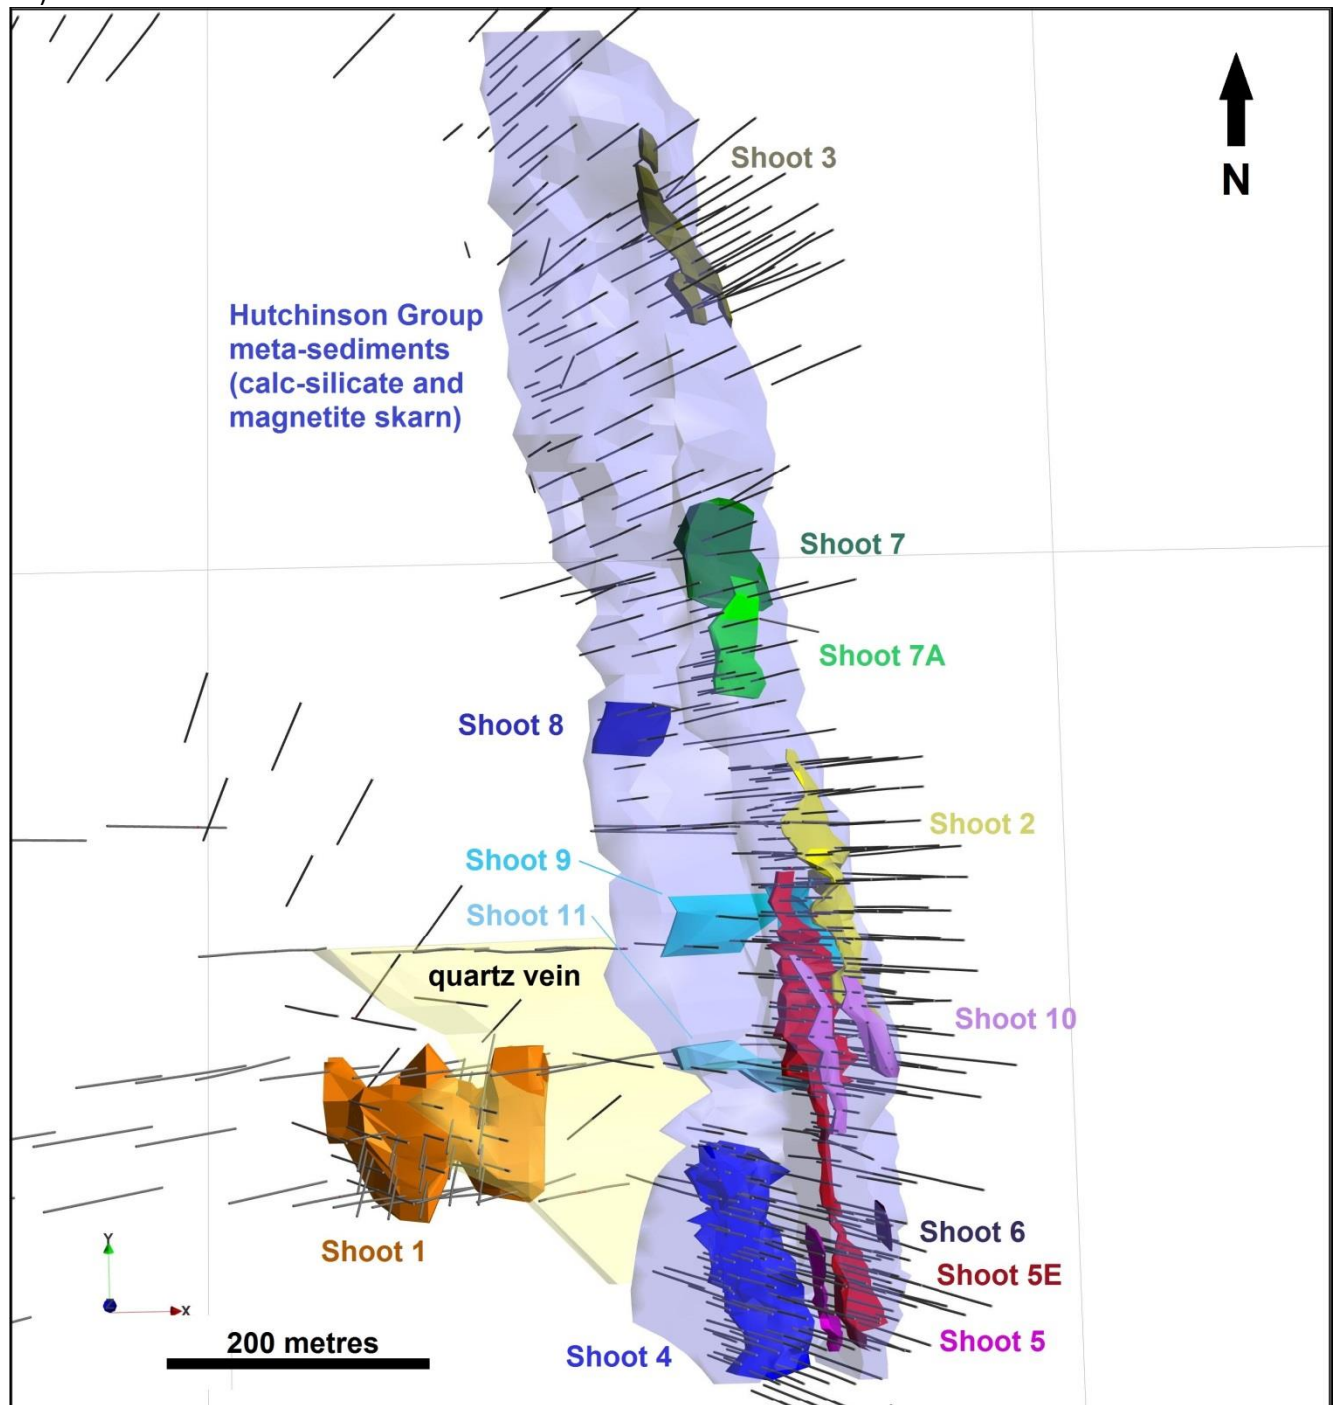 Shoot 3
N
Hutchinson Group
meta-sediments
(calc-silicate and
magnetite skarn)
Shoot 7
Shoot 7A
Shoot 8
Shoot 2
Shoot 9
Shoot 11
quartz vein
Shoot 10
Shoot 6
Shoot 1
Shoot 5E
Y
X
200 metres
Shoot 5
Shoot 4